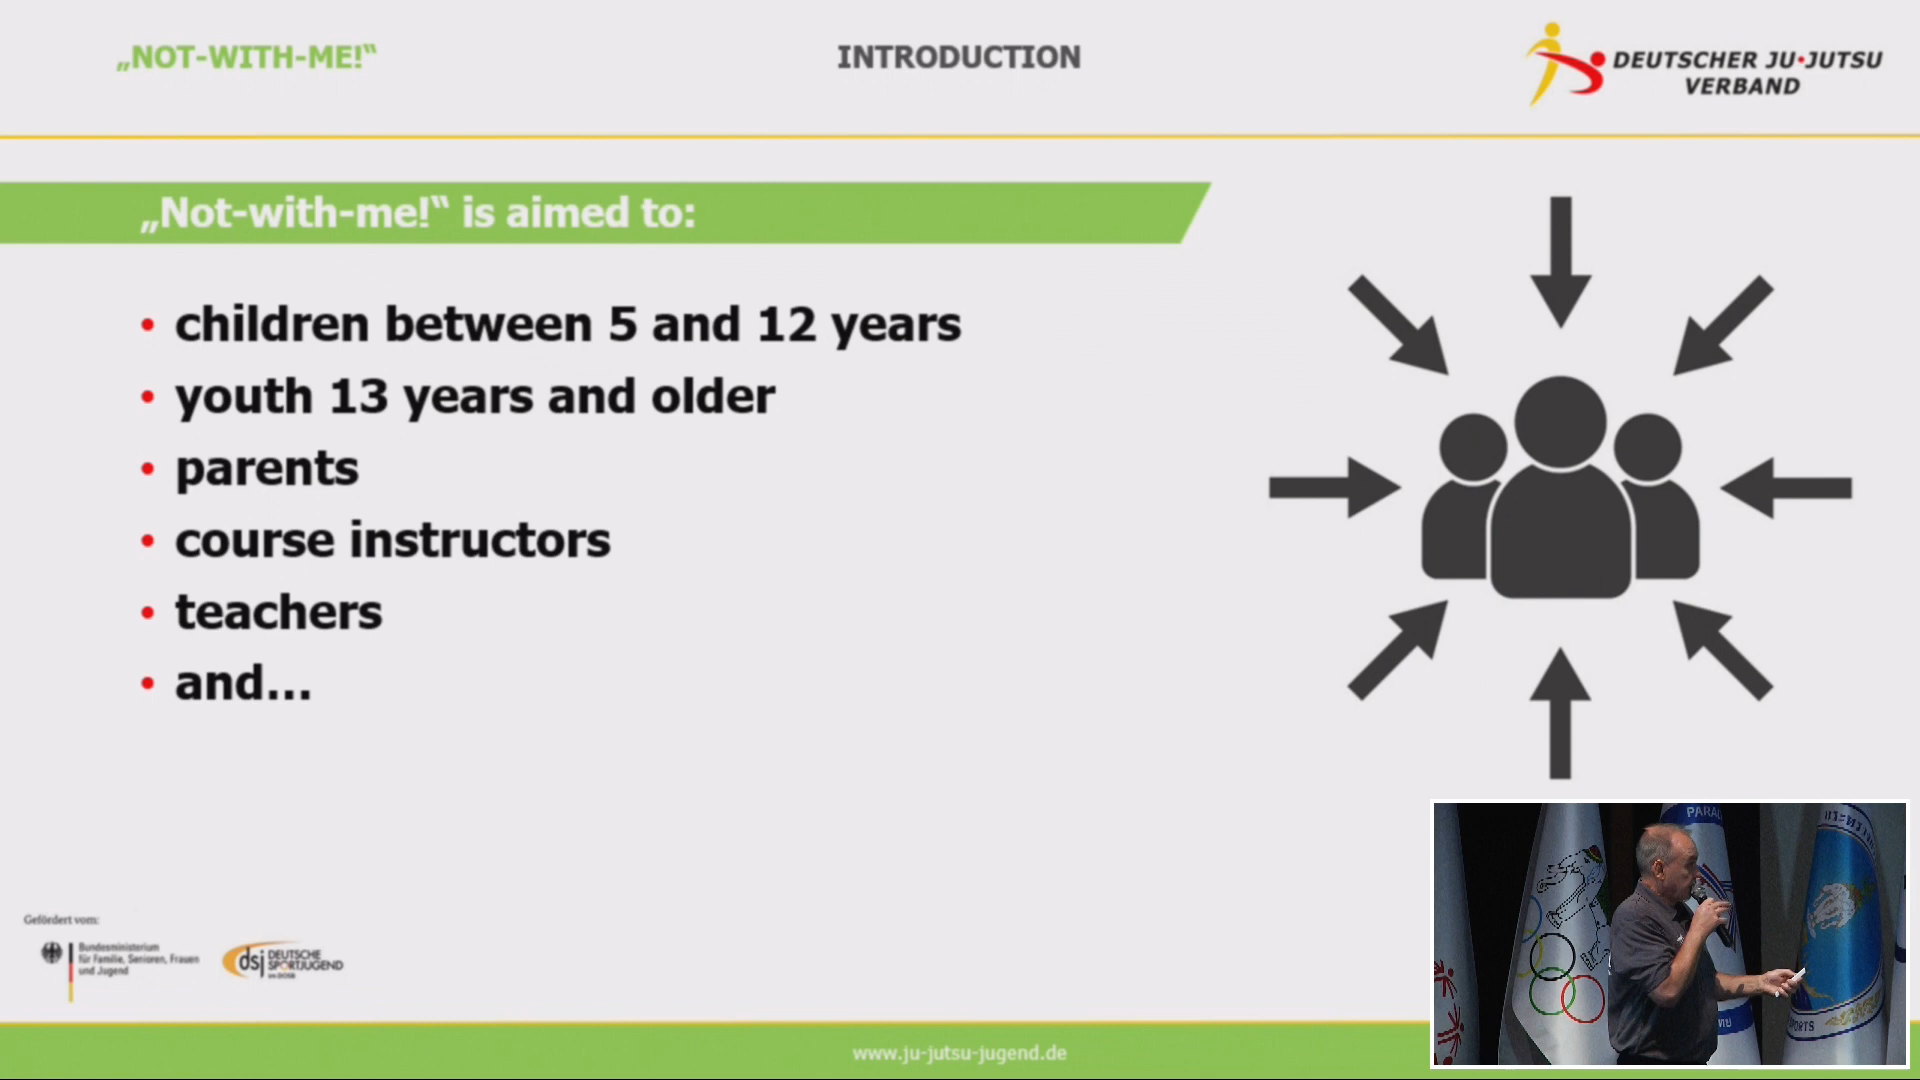 „NOT-WITH-ME!“
INTRODUCTION
DEUTSCHER JU•JUTSU
VERBAND
„Not-with-me!“ is aimed to:
• children between 5 and 12 years
• youth 13 years and older
• parents
• course instructors
• teachers
• and...
Gefördert vom:
Bundesministerium
für Familie, Senioren, Frauen
und Jugend
dsj DEUTSCHE
SPORTJUGEND
im DOSB
www.ju-jutsu-jugend.de